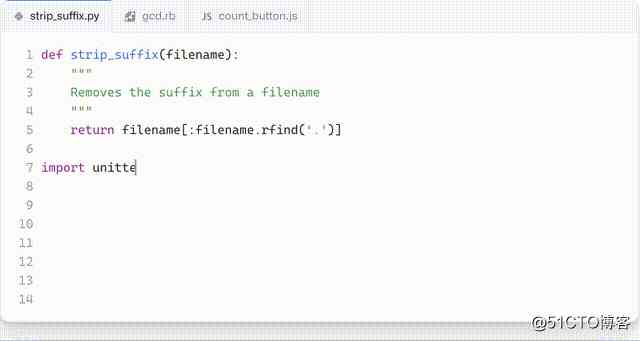 strip_suffix.py gcd.rb JS count_button.js
1 def strip_suffix(filename):
2     """
3     Removes the suffix from a filename
4     """
5     return filename[:filename.rfind('.')]
6
7 import unitte
8
9
10
11
12
13
14
@51CTO博客